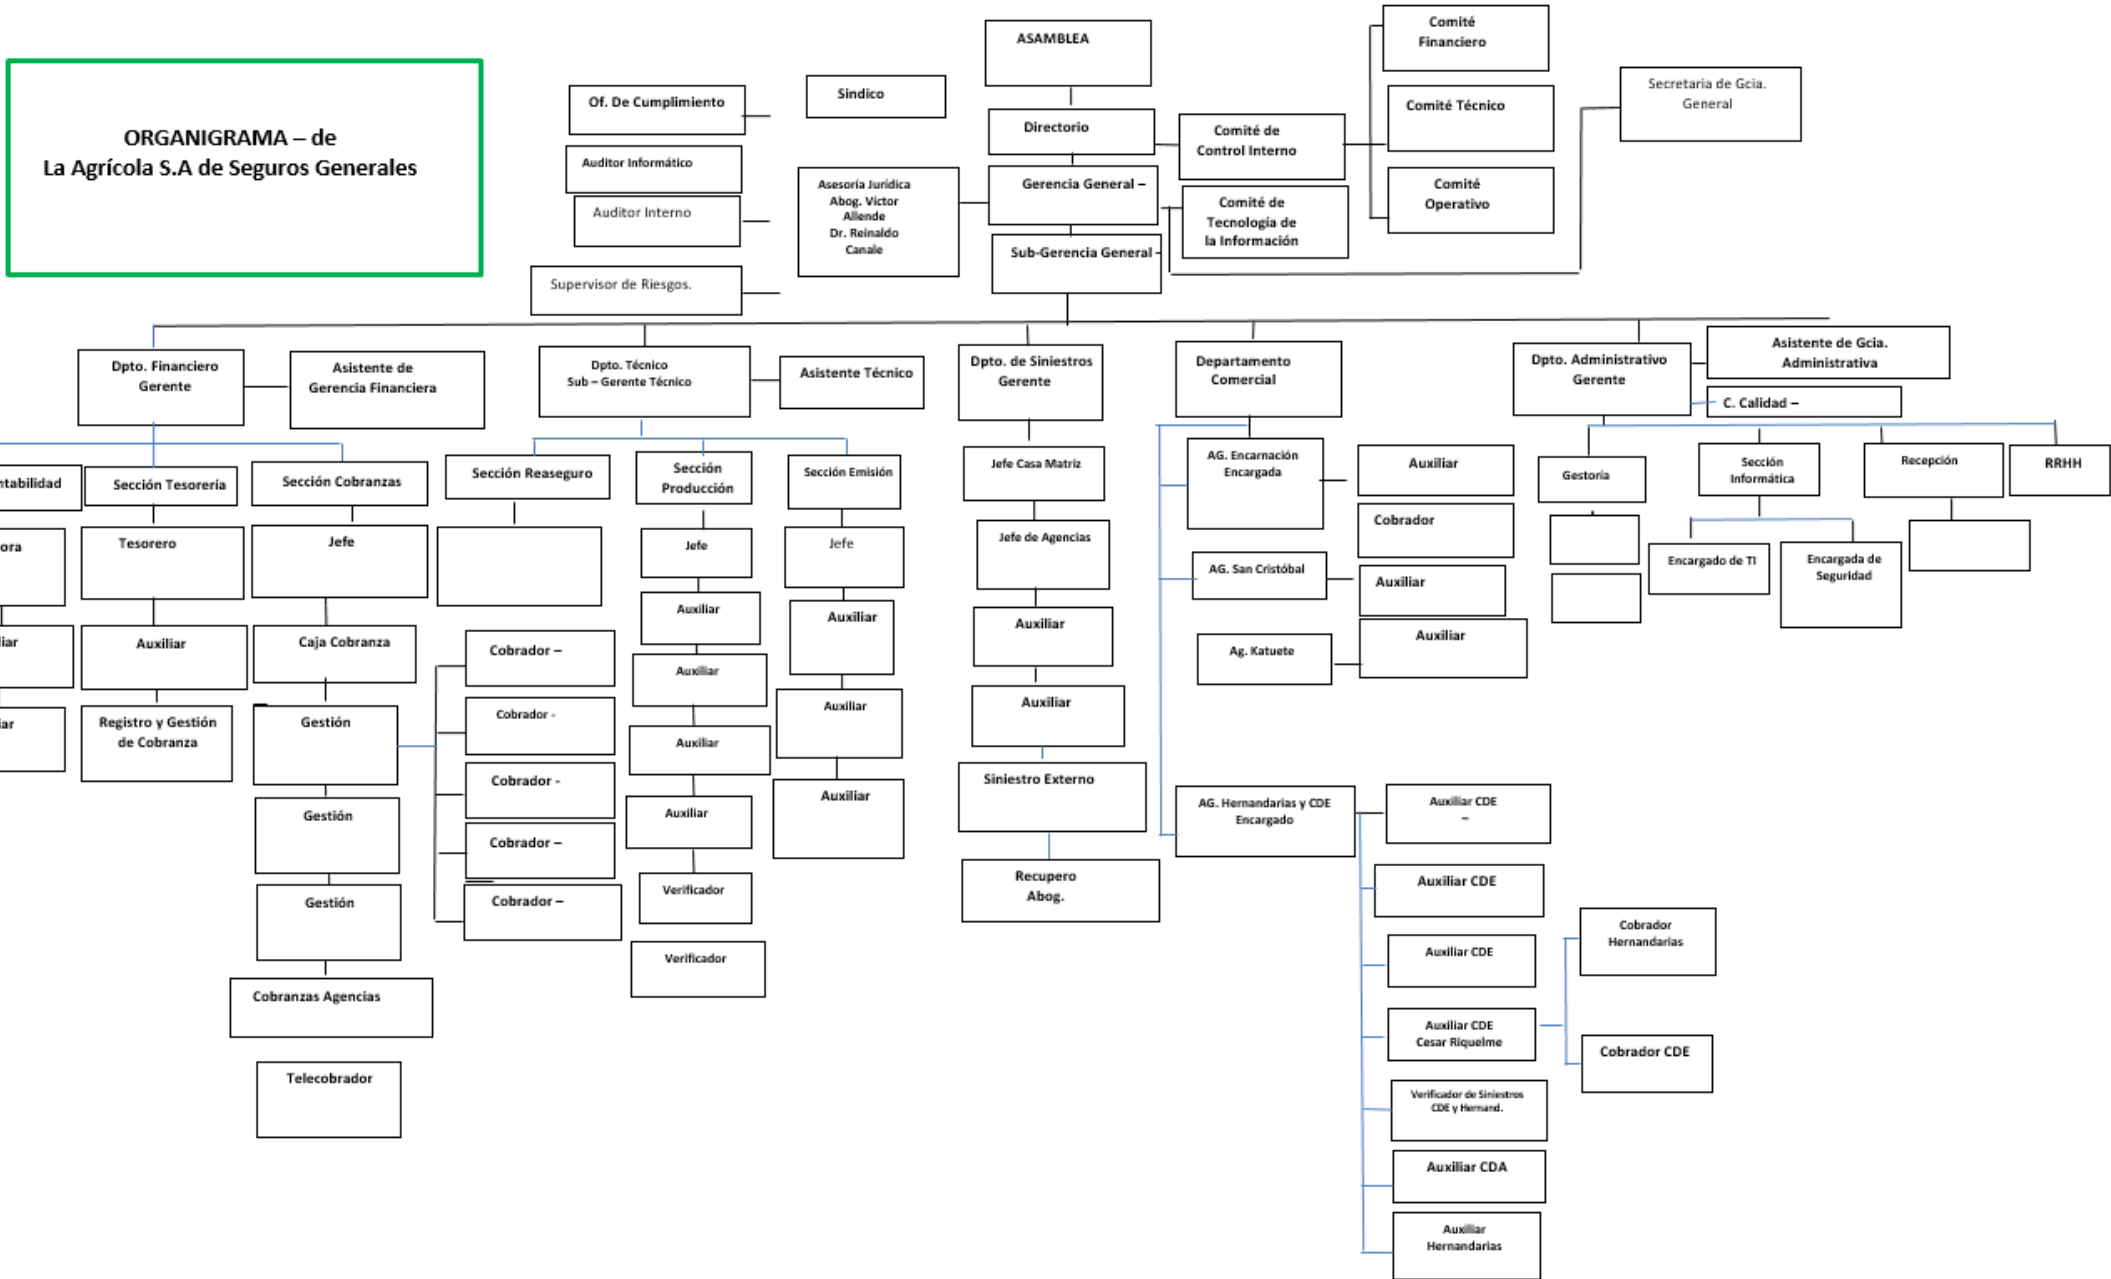 ORGANIGRAMA – de
La Agrícola S.A de Seguros Generales
ASAMBLEA
Sindico
Of. De Cumplimiento
Auditor Informático
Auditor Interno
Supervisor de Riesgos.
Directorio
Comité de
Control Interno
Comité
Financiero
Comité Técnico
Comité
Operativo
Secretaria de Gcia.
General
Asesoría Jurídica
Abog. Víctor
Allende
Dr. Reinaldo
Canale
Gerencia General –
Comité de
Tecnología de
la Información
Sub-Gerencia General -
Dpto. Financiero
Gerente
Asistente de
Gerencia Financiera
Dpto. Técnico
Sub – Gerente Técnico
Asistente Técnico
Dpto. de Siniestros
Gerente
Departamento
Comercial
Dpto. Administrativo
Gerente
Asistente de Gcia.
Administrativa
C. Calidad –
ntabilidad
ora
liar
iar
Sección Tesorería
Tesorero
Auxiliar
Registro y Gestión
de Cobranza
Sección Cobranzas
Jefe
Caja Cobranza
Gestión
Gestión
Gestión
Cobranzas Agencias
Telecobrador
Cobrador –
Cobrador -
Cobrador -
Cobrador –
Cobrador –
Sección Reaseguro
Sección
Producción
Jefe
Auxiliar
Auxiliar
Auxiliar
Auxiliar
Verificador
Verificador
Sección Emisión
Jefe
Auxiliar
Auxiliar
Auxiliar
Jefe Casa Matriz
Jefe de Agencias
Auxiliar
Auxiliar
Siniestro Externo
Recupero
Abog.
AG. Encarnación
Encargada
Auxiliar
Cobrador
AG. San Cristóbal
Auxiliar
Ag. Katuete
Auxiliar
AG. Hernandarias y CDE
Encargado
Auxiliar CDE
–
Auxiliar CDE
Auxiliar CDE
Auxiliar CDE
Cesar Riquelme
Cobrador
Hernandarias
Cobrador CDE
Verificador de Siniestros
CDE y Hernand.
Auxiliar CDA
Auxiliar
Hernandarias
Gestoría
Sección
Informática
Encargado de TI
Encargada de
Seguridad
Recepción
RRHH